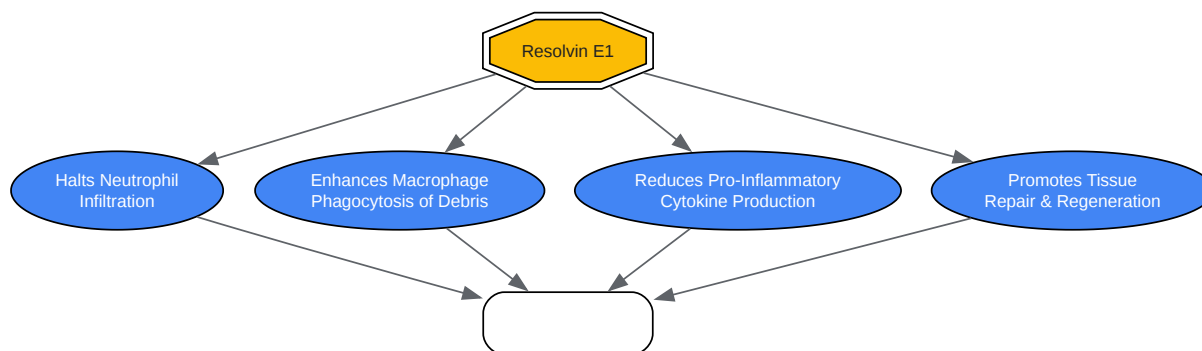 Resolvin E1
Halts Neutrophil
Infiltration
Enhances Macrophage
Phagocytosis of Debris
Reduces Pro-Inflammatory
Cytokine Production
Promotes Tissue
Repair & Regeneration